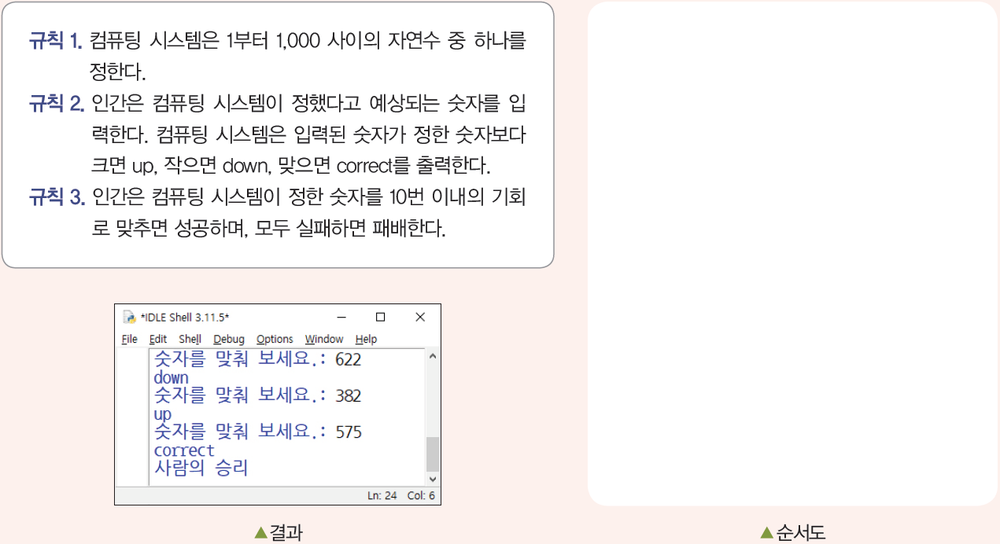 규칙 1. 컴퓨팅 시스템은 1부터 1,000 사이의 자연수 중 하나를
정한다.
규칙 2. 인간은 컴퓨팅 시스템이 정했다고 예상되는 숫자를 입
력한다. 컴퓨팅 시스템은 입력된 숫자가 정한 숫자보다
크면 up, 작으면 down, 맞으면 correct를 출력한다.
규칙 3. 인간은 컴퓨팅 시스템이 정한 숫자를 10번 이내의 기회
로 맞추면 성공하며, 모두 실패하면 패배한다.
*IDLE Shell 3.11.5*
File Edit Shell Debug Options Window Help
숫자를 맞춰 보세요.: 622
down
숫자를 맞춰 보세요.: 382
up
숫자를 맞춰 보세요.: 575
correct
사람의 승리
Ln: 24 Col: 6
▲결과
▲순서도